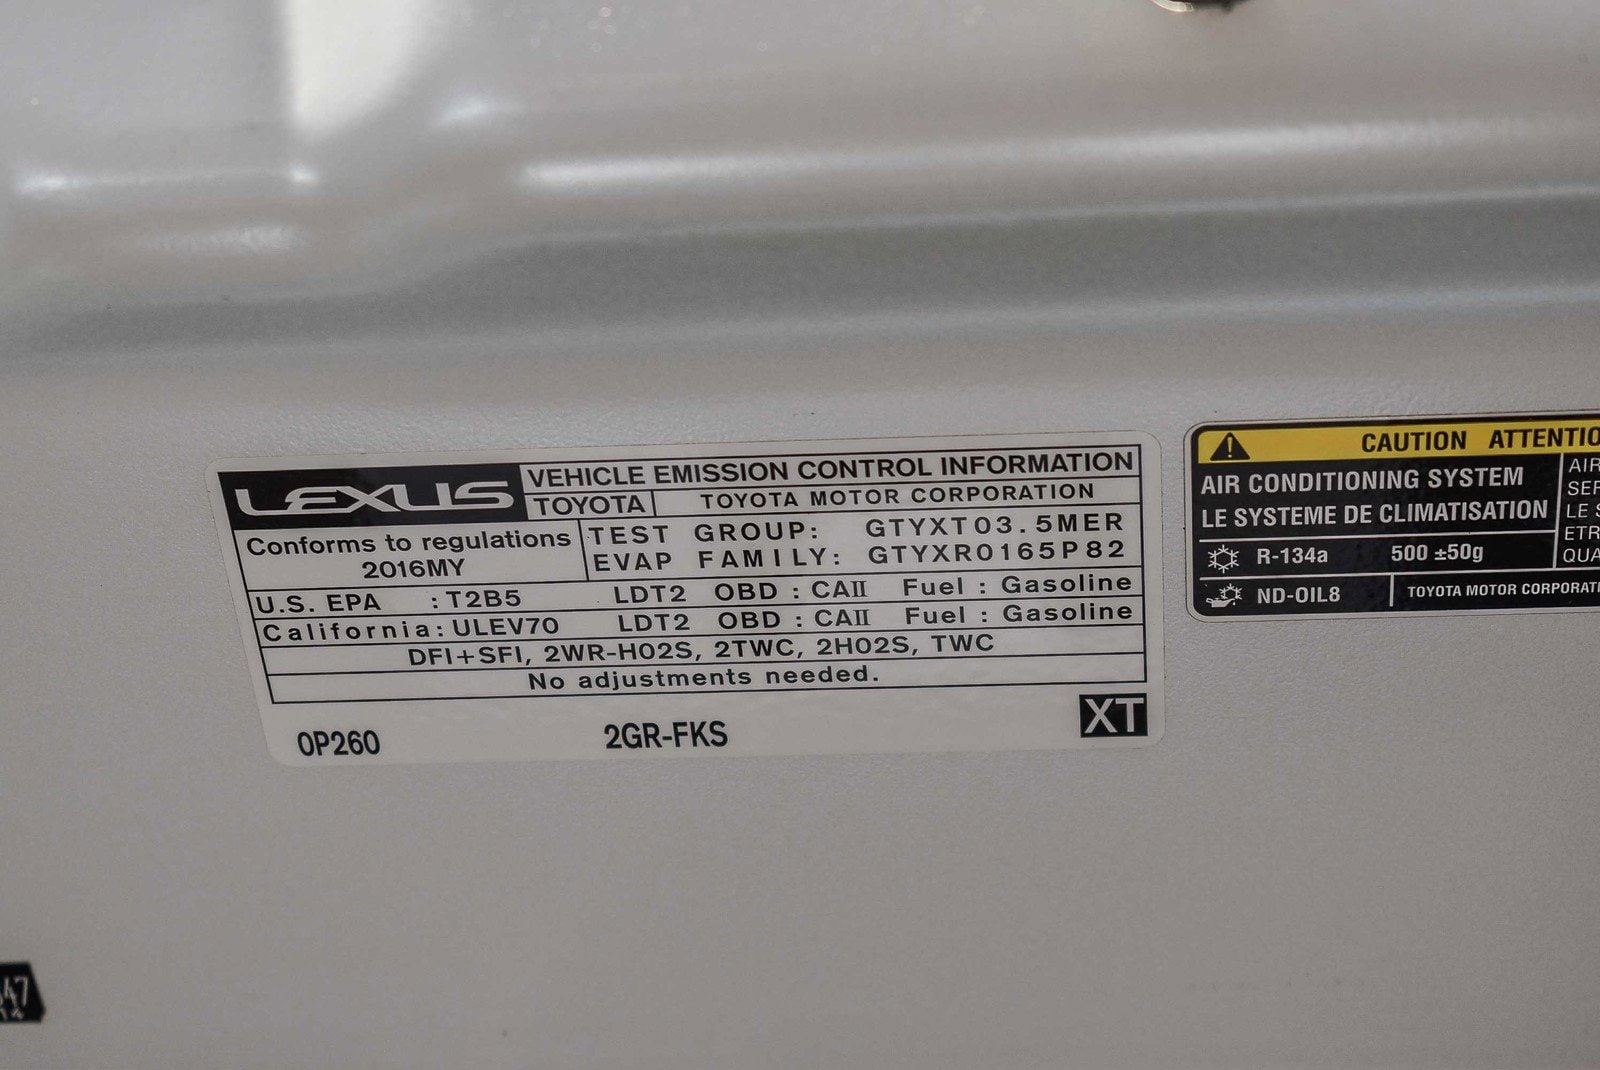 LEXUS VEHICLE EMISSION CONTROL INFORMATION
TOYOTA TOYOTA MOTOR CORPORATION
Conforms to regulations
2016MY
TEST GROUP: GTYXT03.5MER
EVAP FAMILY: GTYXR0165P82
U.S. EPA : T2B5 LDT2 OBD : CAII Fuel : Gasoline
California: ULEV70 LDT2 OBD : CAII Fuel : Gasoline
DFI+SFI, 2WR-HO2S, 2TWC, 2HO2S, TWC
No adjustments needed.
0P260 2GR-FKS XT
CAUTION
AIR CONDITIONING SYSTEM
LE SYSTEME DE CLIMATISATION
R-134a 500 ±50g
ND-OIL8 TOYOTA MOTOR
AIR
LE
47